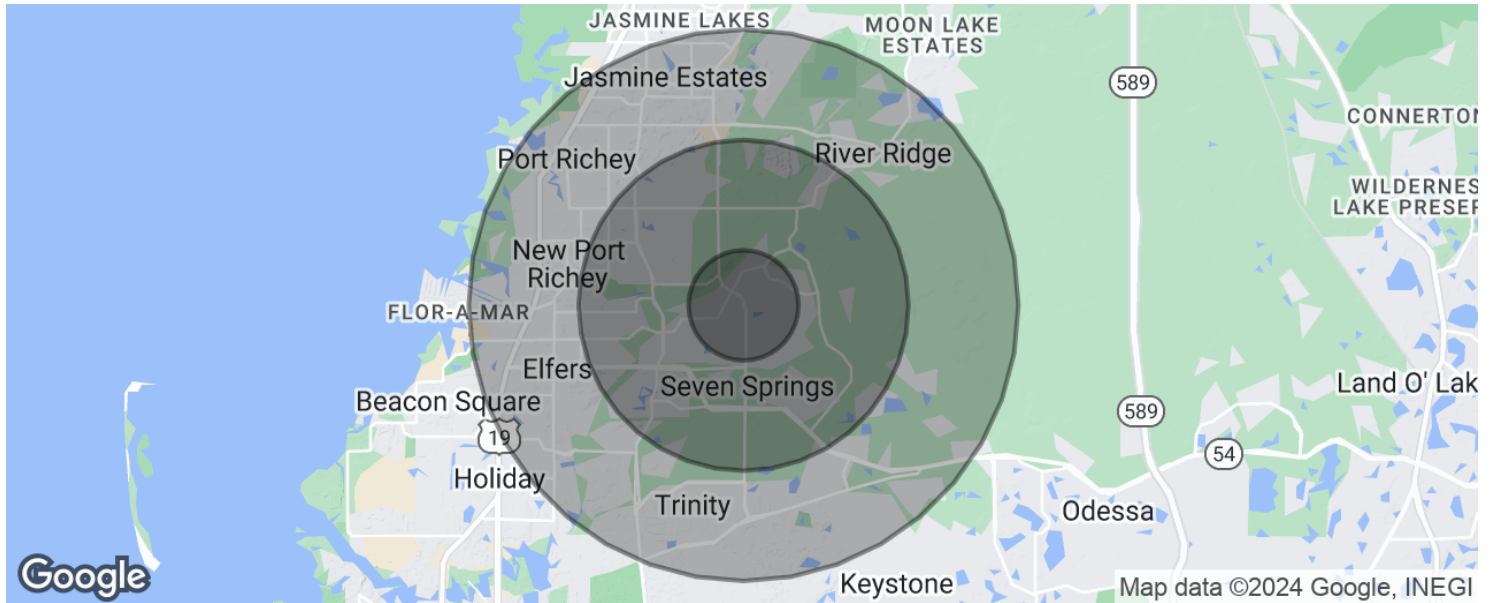 JASMINE LAKES
MOON LAKE
ESTATES
Jasmine Estates
589
CONNERTON
Port Richey
River Ridge
WILDERNES
LAKE PRESER
New Port
Richey
FLOR-A-MAR
Elfers
Seven Springs
Land O' Lak
Beacon Square
589
19
54
Holiday
Trinity
Odessa
Google
Keystone
Map data ©2024 Google, INEGI